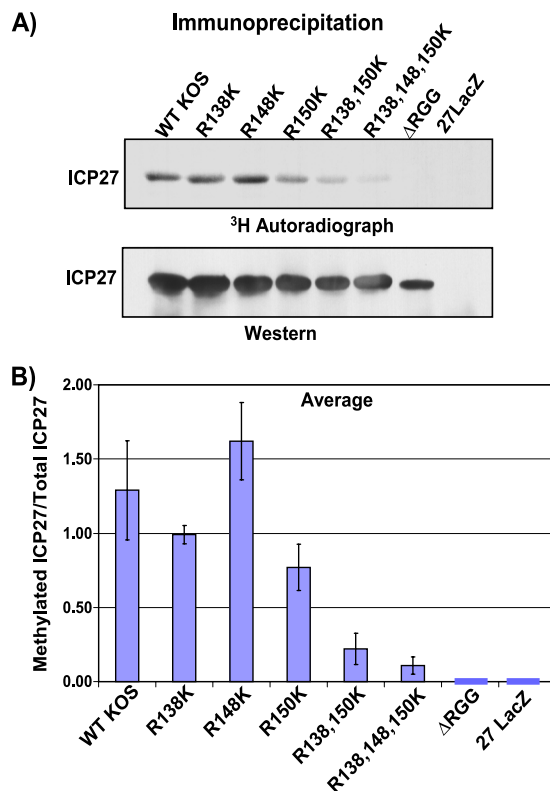 A)
Immunoprecipitation
WT KOS
R138K
R148K
R150K
R138,150K
R138,148,150K
ΔRGG
27LacZ
ICP27
³H Autoradiograph
ICP27
Western
B)
Average
Methylated ICP27/Total ICP27
2.00
1.50
1.00
0.50
0.00
WT KOS
R138K
R148K
R150K
R138,150K
R138,148,150K
ΔRGG
27 LacZ